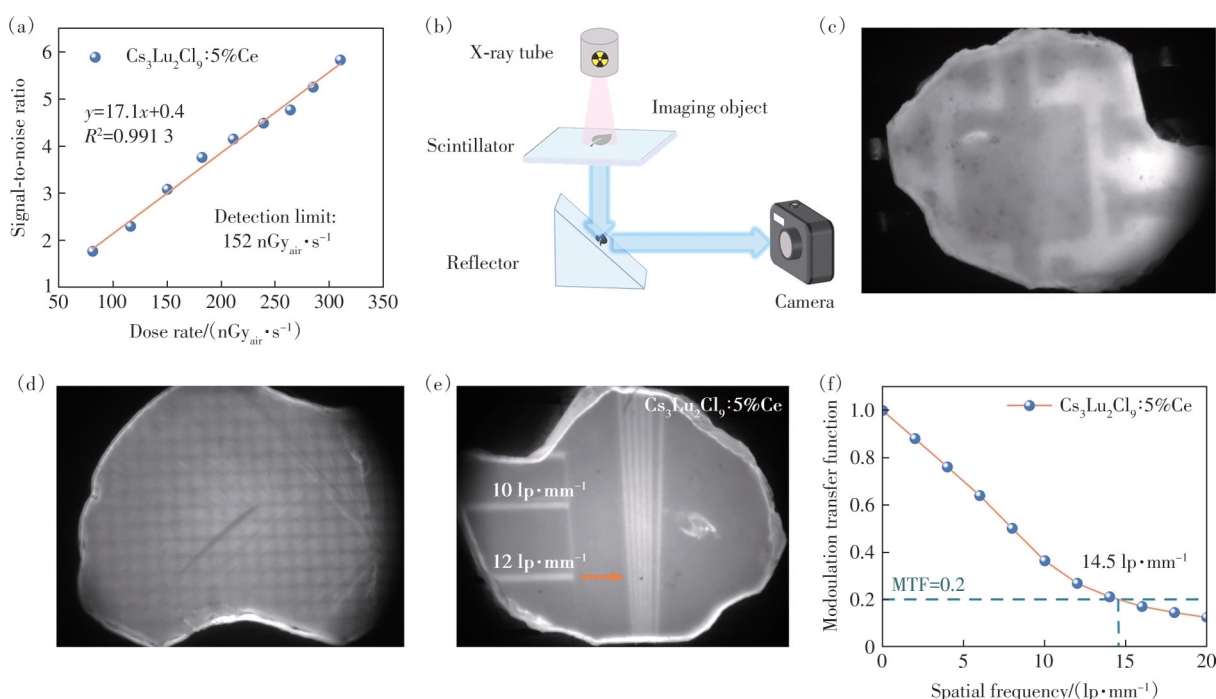 (a)
6
5
4
3
2
1
Signal-to-noise ratio
Cs₃Lu₂Cl₉:5%Ce
y=17.1x+0.4
R²=0.991 3
Detection limit:
152 nGy_air·s⁻¹
50 100 150 200 250 300 350
Dose rate/(nGy_air·s⁻¹)
(b)
X-ray tube
Imaging object
Scintillator
Reflector
Camera
(c)
(d)
(e)
Cs₃Lu₂Cl₉:5%Ce
10 lp·mm⁻¹
12 lp·mm⁻¹
(f)
1.0
0.8
0.6
0.4
0.2
0
Modoulation transfer function
Cs₃Lu₂Cl₉:5%Ce
14.5 lp·mm⁻¹
MTF=0.2
0 5 10 15 20
Spatial frequency/(lp·mm⁻¹)